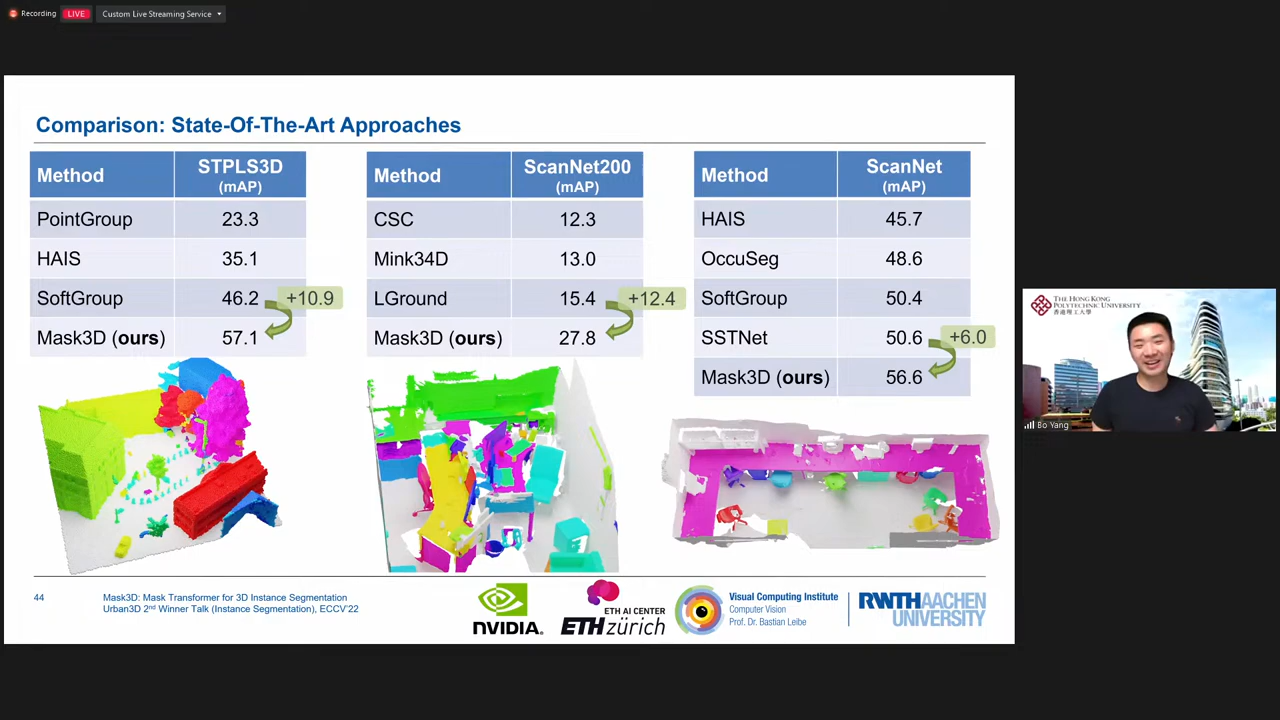 Recording
LIVE
Custom Live Streaming Service
Comparison: State-Of-The-Art Approaches
Method STPLS3D (mAP)
PointGroup 23.3
HAIS 35.1
SoftGroup 46.2
+10.9
Mask3D (ours) 57.1
Method ScanNet200 (mAP)
CSC 12.3
Mink34D 13.0
LGround 15.4
+12.4
Mask3D (ours) 27.8
Method ScanNet (mAP)
HAIS 45.7
OccuSeg 48.6
SoftGroup 50.4
SSTNet 50.6
+6.0
Mask3D (ours) 56.6
44
Mask3D: Mask Transformer for 3D Instance Segmentation
Urban3D 2nd Winner Talk (Instance Segmentation), ECCV'22
NVIDIA.
ETH AI CENTER
ETH zürich
Visual Computing Institute
Computer Vision
Prof. Dr. Bastian Leibe
RWTH AACHEN
UNIVERSITY
THE HONG KONG
POLYTECHNIC UNIVERSITY
香港理工大學
Bo Yang